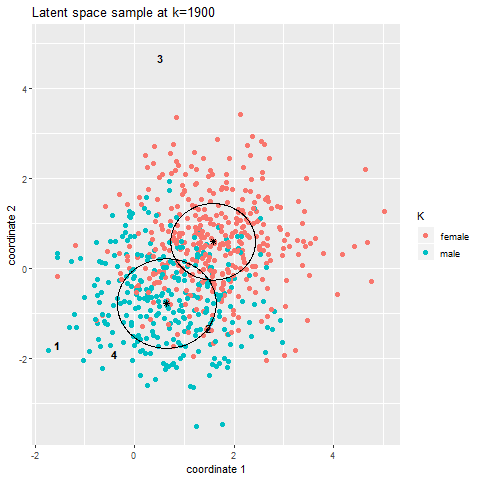 Latent space sample at k=1900
3
4
2
0
-2
1
4
2
-2
0
2
4
coordinate 1
coordinate 2
K
female
male